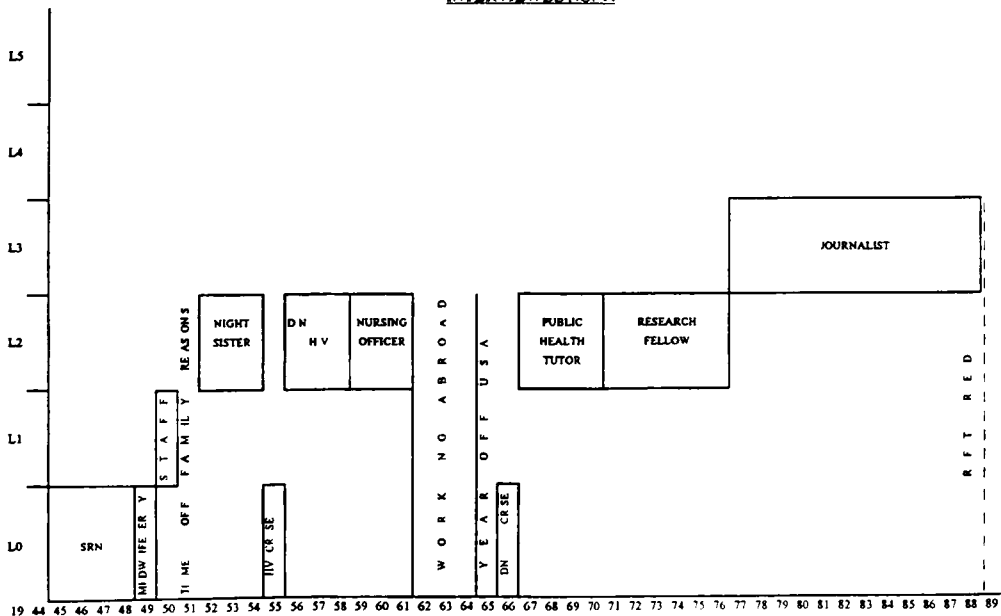 L5
L4
L3
L2
L1
L0
JOURNALIST
NIGHT
SISTER
DN
HV
NURSING
OFFICER
PUBLIC
HEALTH
TUTOR
RESEARCH
FELLOW
STAFF
SRN
MIDWIFEERY
TIME OFF FAMILY REASONS
HV CRSE
WORK NO ABROAD
YEAR OFF USA
DN CRSE
RFT RED
19 44 45 46 47 48 49 50 51 52 53 54 55 56 57 58 59 60 61 62 63 64 65 66 67 68 69 70 71 72 73 74 75 76 77 78 79 80 81 82 83 84 85 86 87 88 89